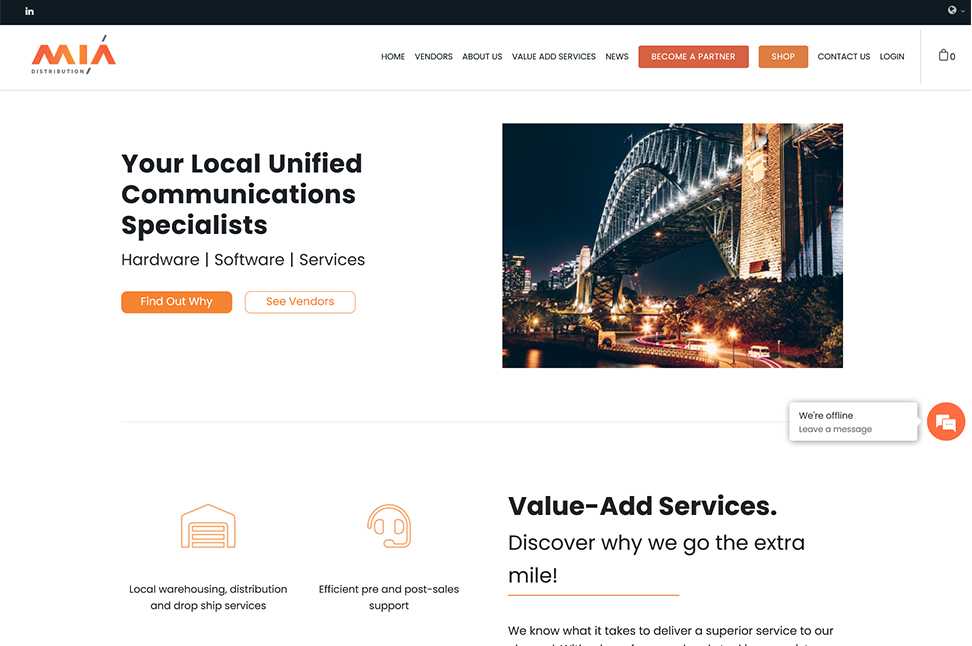 in
MIA
DISTRIBUTION
HOME VENDORS ABOUT US VALUE ADD SERVICES NEWS BECOME A PARTNER SHOP CONTACT US LOGIN 0
Your Local Unified
Communications
Specialists
Hardware | Software | Services
Find Out Why See Vendors
We're offline
Leave a message
Value-Add Services.
Discover why we go the extra
mile!
Local warehousing, distribution
and drop ship services
Efficient pre and post-sales
support
We know what it takes to deliver a superior service to our